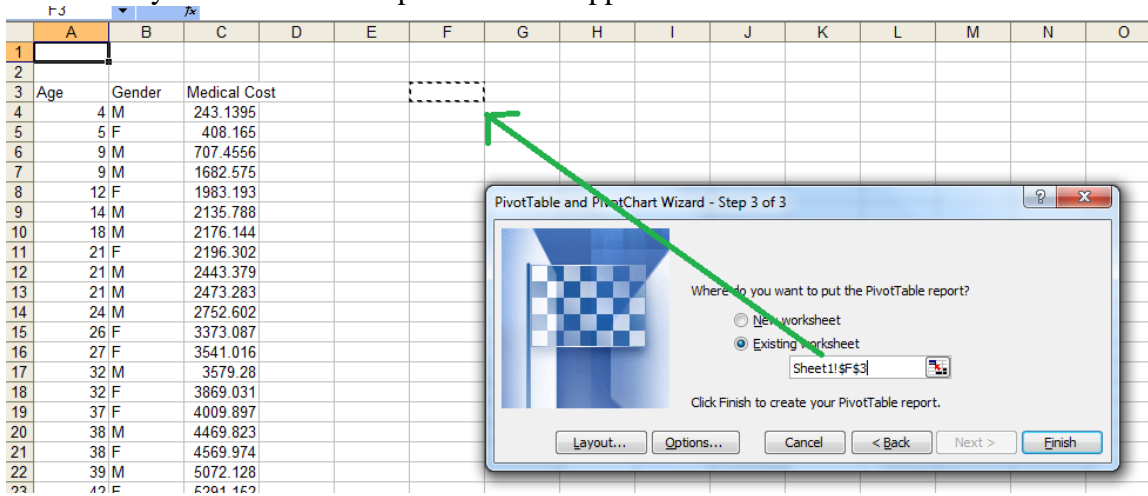 F3 fx
A B C D E F G H I J K L M N O
1
2
3 Age Gender Medical Cost
4 4 M 243.1395
5 5 F 408.165
6 9 M 707.4556
7 9 M 1682.575
8 12 F 1983.193
9 14 M 2135.788
10 18 M 2176.144
11 21 F 2196.302
12 21 M 2443.379
13 21 M 2473.283
14 24 M 2752.602
15 26 F 3373.087
16 27 F 3541.016
17 32 M 3579.28
18 32 F 3869.031
19 37 F 4009.897
20 38 M 4469.823
21 38 F 4569.974
22 39 M 5072.128
23 42 F
PivotTable and PivotChart Wizard - Step 3 of 3
Where do you want to put the PivotTable report?
New worksheet
Existing worksheet
Sheet1!$F$3
Click Finish to create your PivotTable report.
Layout... Options... Cancel < Back Next > Finish